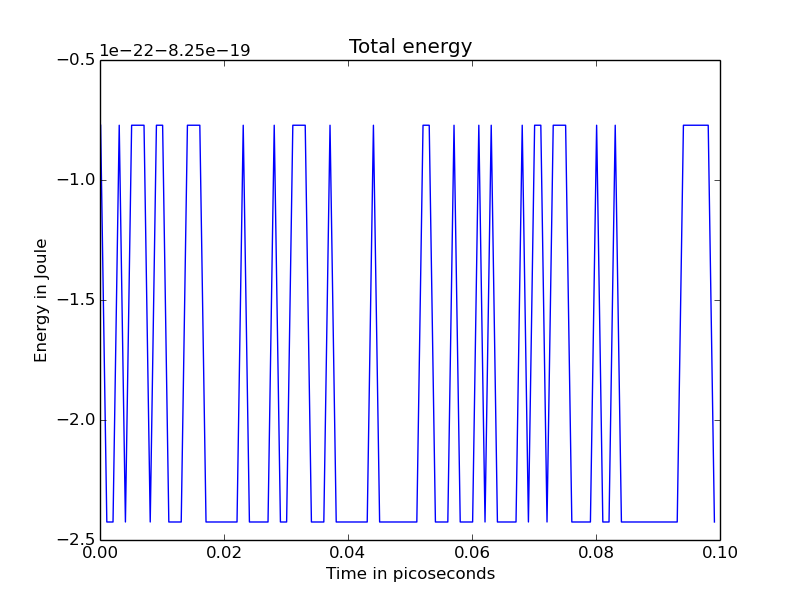 Total energy
1e−22−8.25e−19
−0.5
−1.0
−1.5
−2.0
−2.5
Energy in Joule
0.00 0.02 0.04 0.06 0.08 0.10
Time in picoseconds